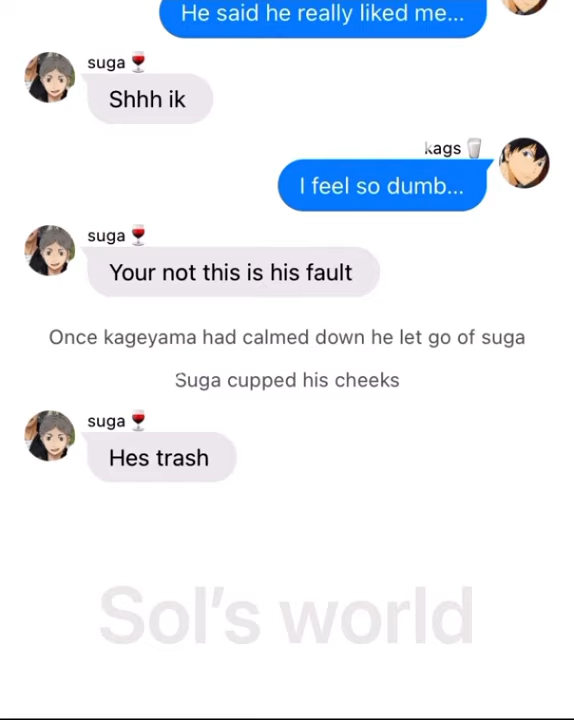 He said he really liked me...
suga🍷
Shhh ik
kags🥛
I feel so dumb...
suga🍷
Your not this is his fault
Once kageyama had calmed down he let go of suga
Suga cupped his cheeks
suga🍷
Hes trash
Sol's world